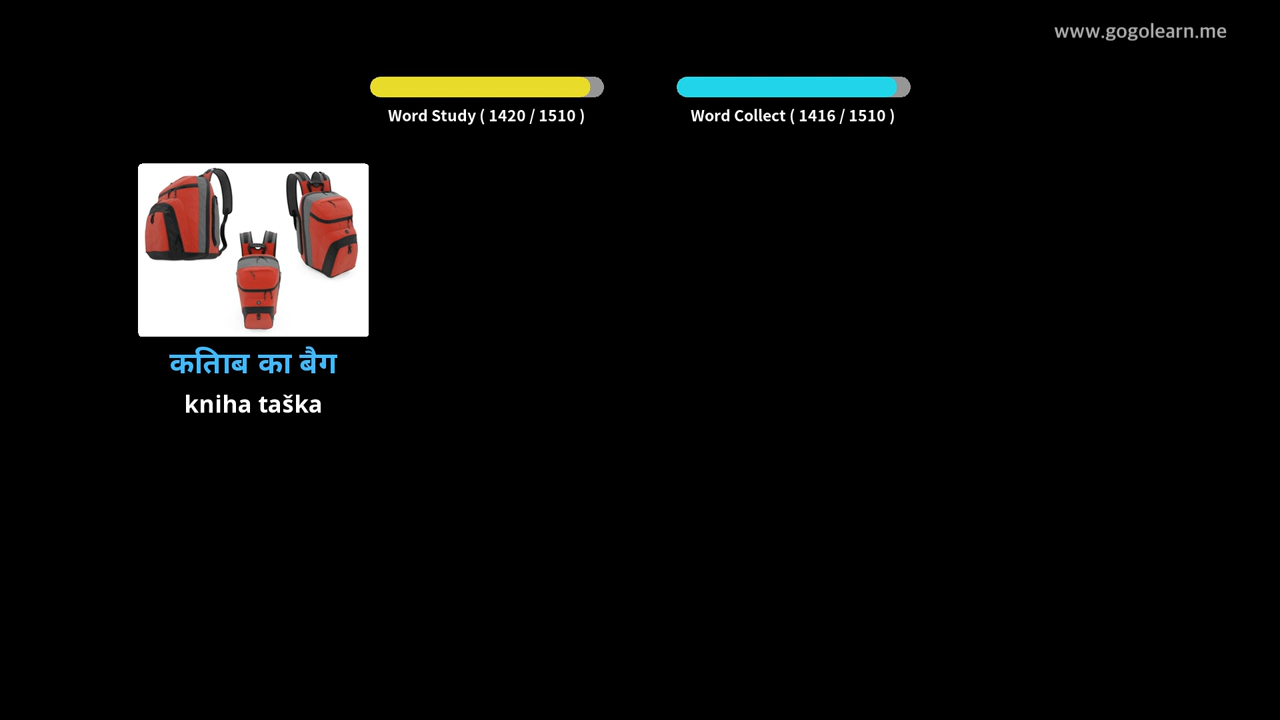 www.gogolearn.me
Word Study ( 1420 / 1510 )
Word Collect ( 1416 / 1510 )
किताब का बैग
kniha taška